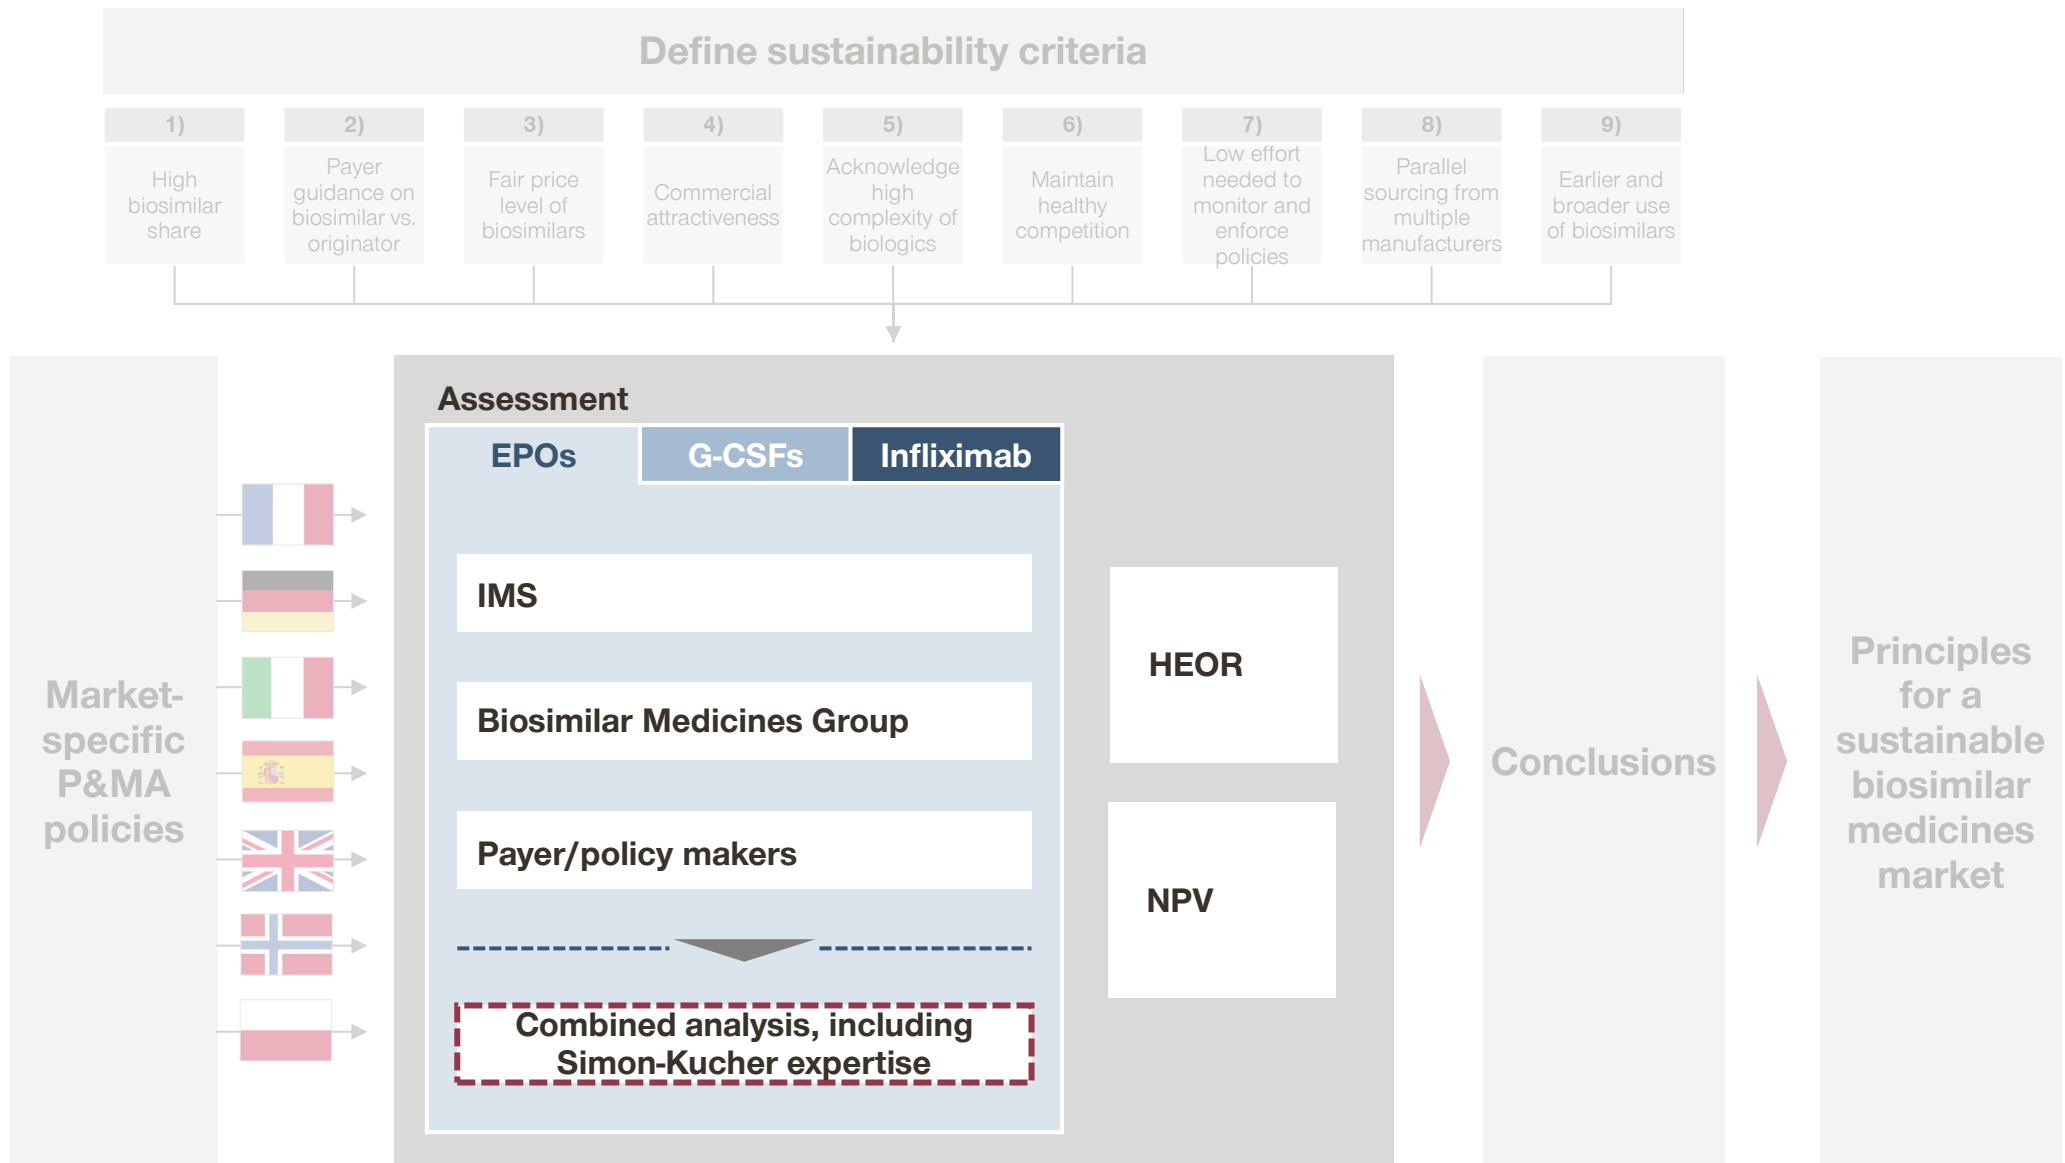 Define sustainability criteria
1)
High
biosimilar
share
2)
Payer
guidance on
biosimilar vs.
originator
3)
Fair price
level of
biosimilars
4)
Commercial
attractiveness
5)
Acknowledge
high
complexity of
biologics
6)
Maintain
healthy
competition
7)
Low effort
needed to
monitor and
enforce
policies
8)
Parallel
sourcing from
multiple
manufacturers
9)
Earlier and
broader use
of biosimilars
Market-
specific
P&MA
policies
Assessment
EPOs
G-CSFs
Infliximab
IMS
Biosimilar Medicines Group
Payer/policy makers
Combined analysis, including
Simon-Kucher expertise
HEOR
NPV
Conclusions
Principles
for a
sustainable
biosimilar
medicines
market